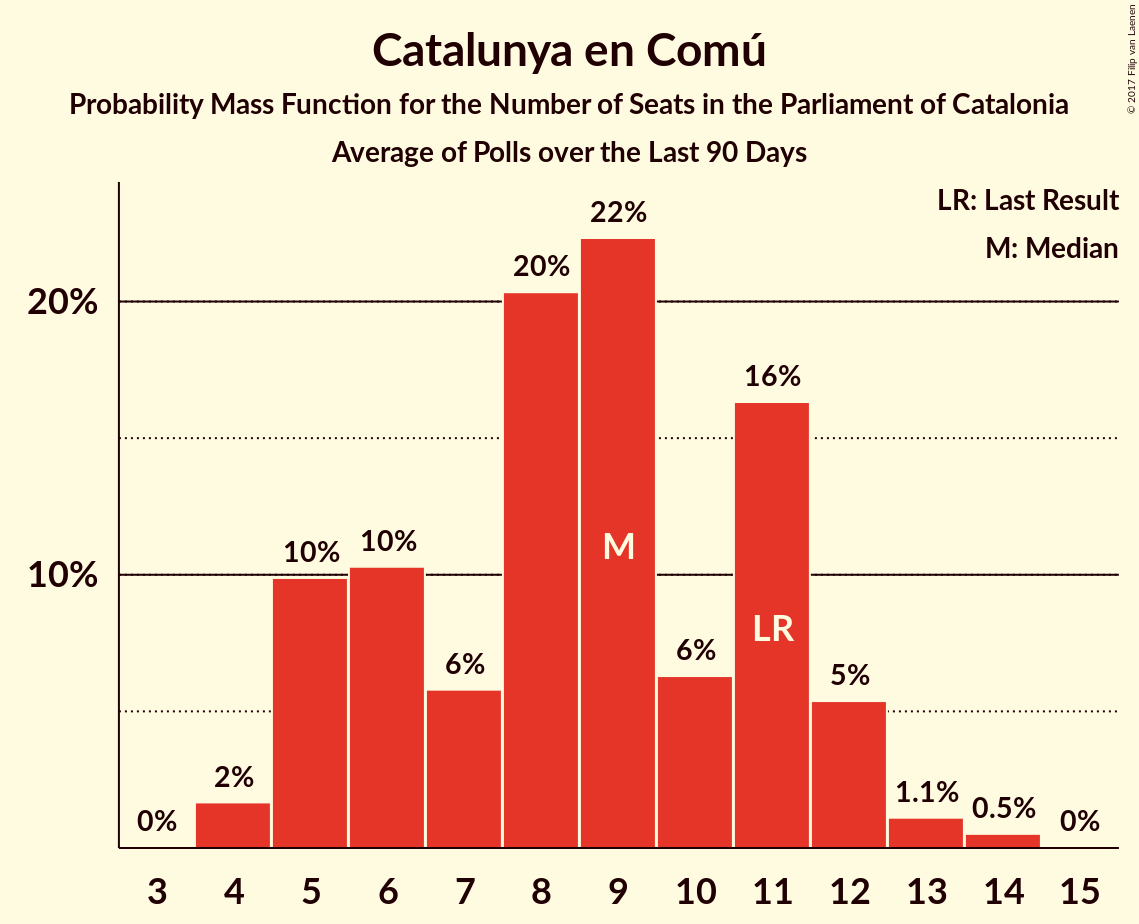 Catalunya en Comú
Probability Mass Function for the Number of Seats in the Parliament of Catalonia
Average of Polls over the Last 90 Days
© 2017 Filip van Laenen
LR: Last Result
M: Median
20%
10%
0%
2%
10%
10%
6%
20%
22%
6%
16%
5%
1.1%
0.5%
0%
M
LR
3 4 5 6 7 8 9 10 11 12 13 14 15